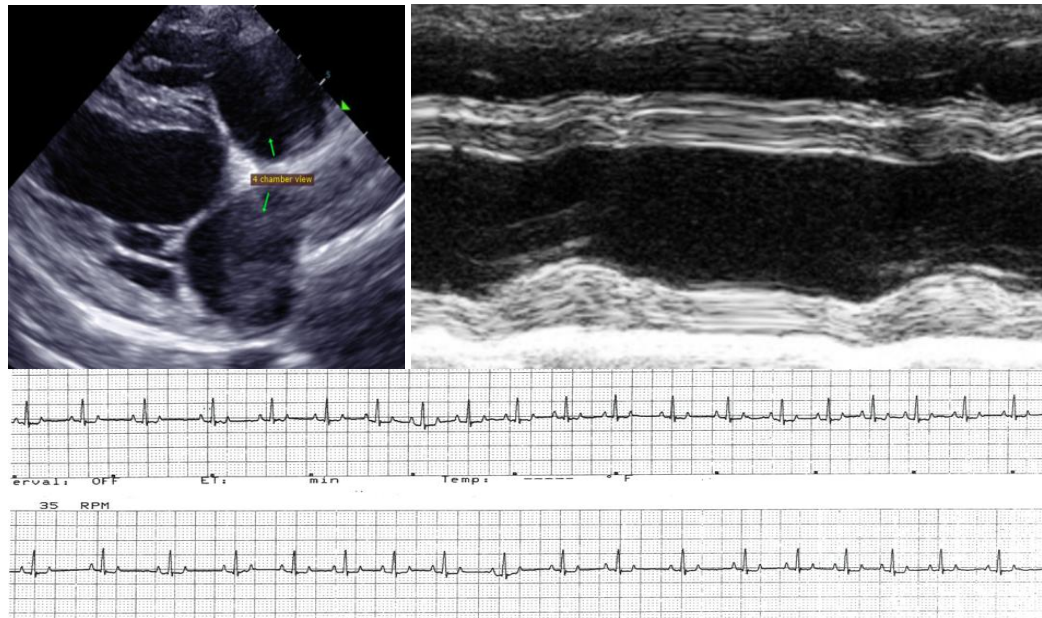 4 chamber view
erval: OFF ET: min Temp: ----- °F
35 RPM